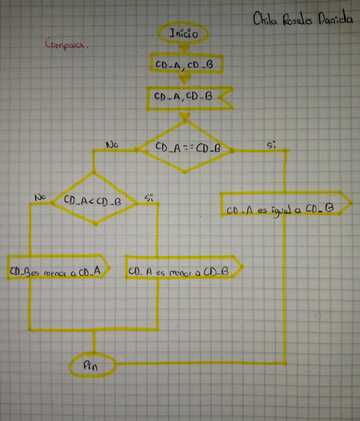 Chila Rosales Daniela
Comparar.
Inicio
CD_A, CD_B
CD_A, CD_B
CD_A == CD_B
No
Si
CD_A < CD_B
No
Si
CD_A es igual a CD_B
CD_B es menor a CD_A
CD_A es menor a CD_B
Fin